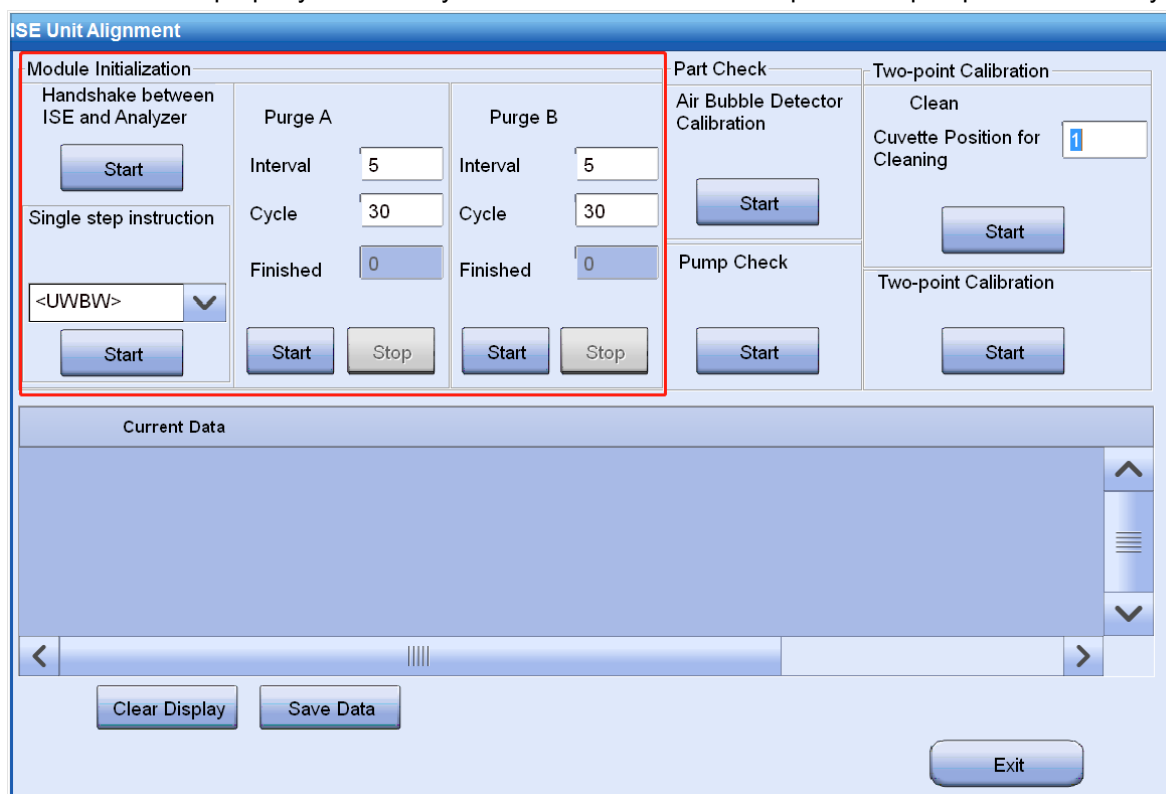 ISE Unit Alignment
Module Initialization
Handshake between
ISE and Analyzer
Start
Single step instruction
<UWBW>
Start
Purge A
Interval 5
Cycle 30
Finished 0
Start Stop
Purge B
Interval 5
Cycle 30
Finished 0
Start Stop
Part Check
Air Bubble Detector
Calibration
Start
Pump Check
Start
Two-point Calibration
Clean
Cuvette Position for
Cleaning 1
Start
Two-point Calibration
Start
Current Data
Clear Display Save Data
Exit